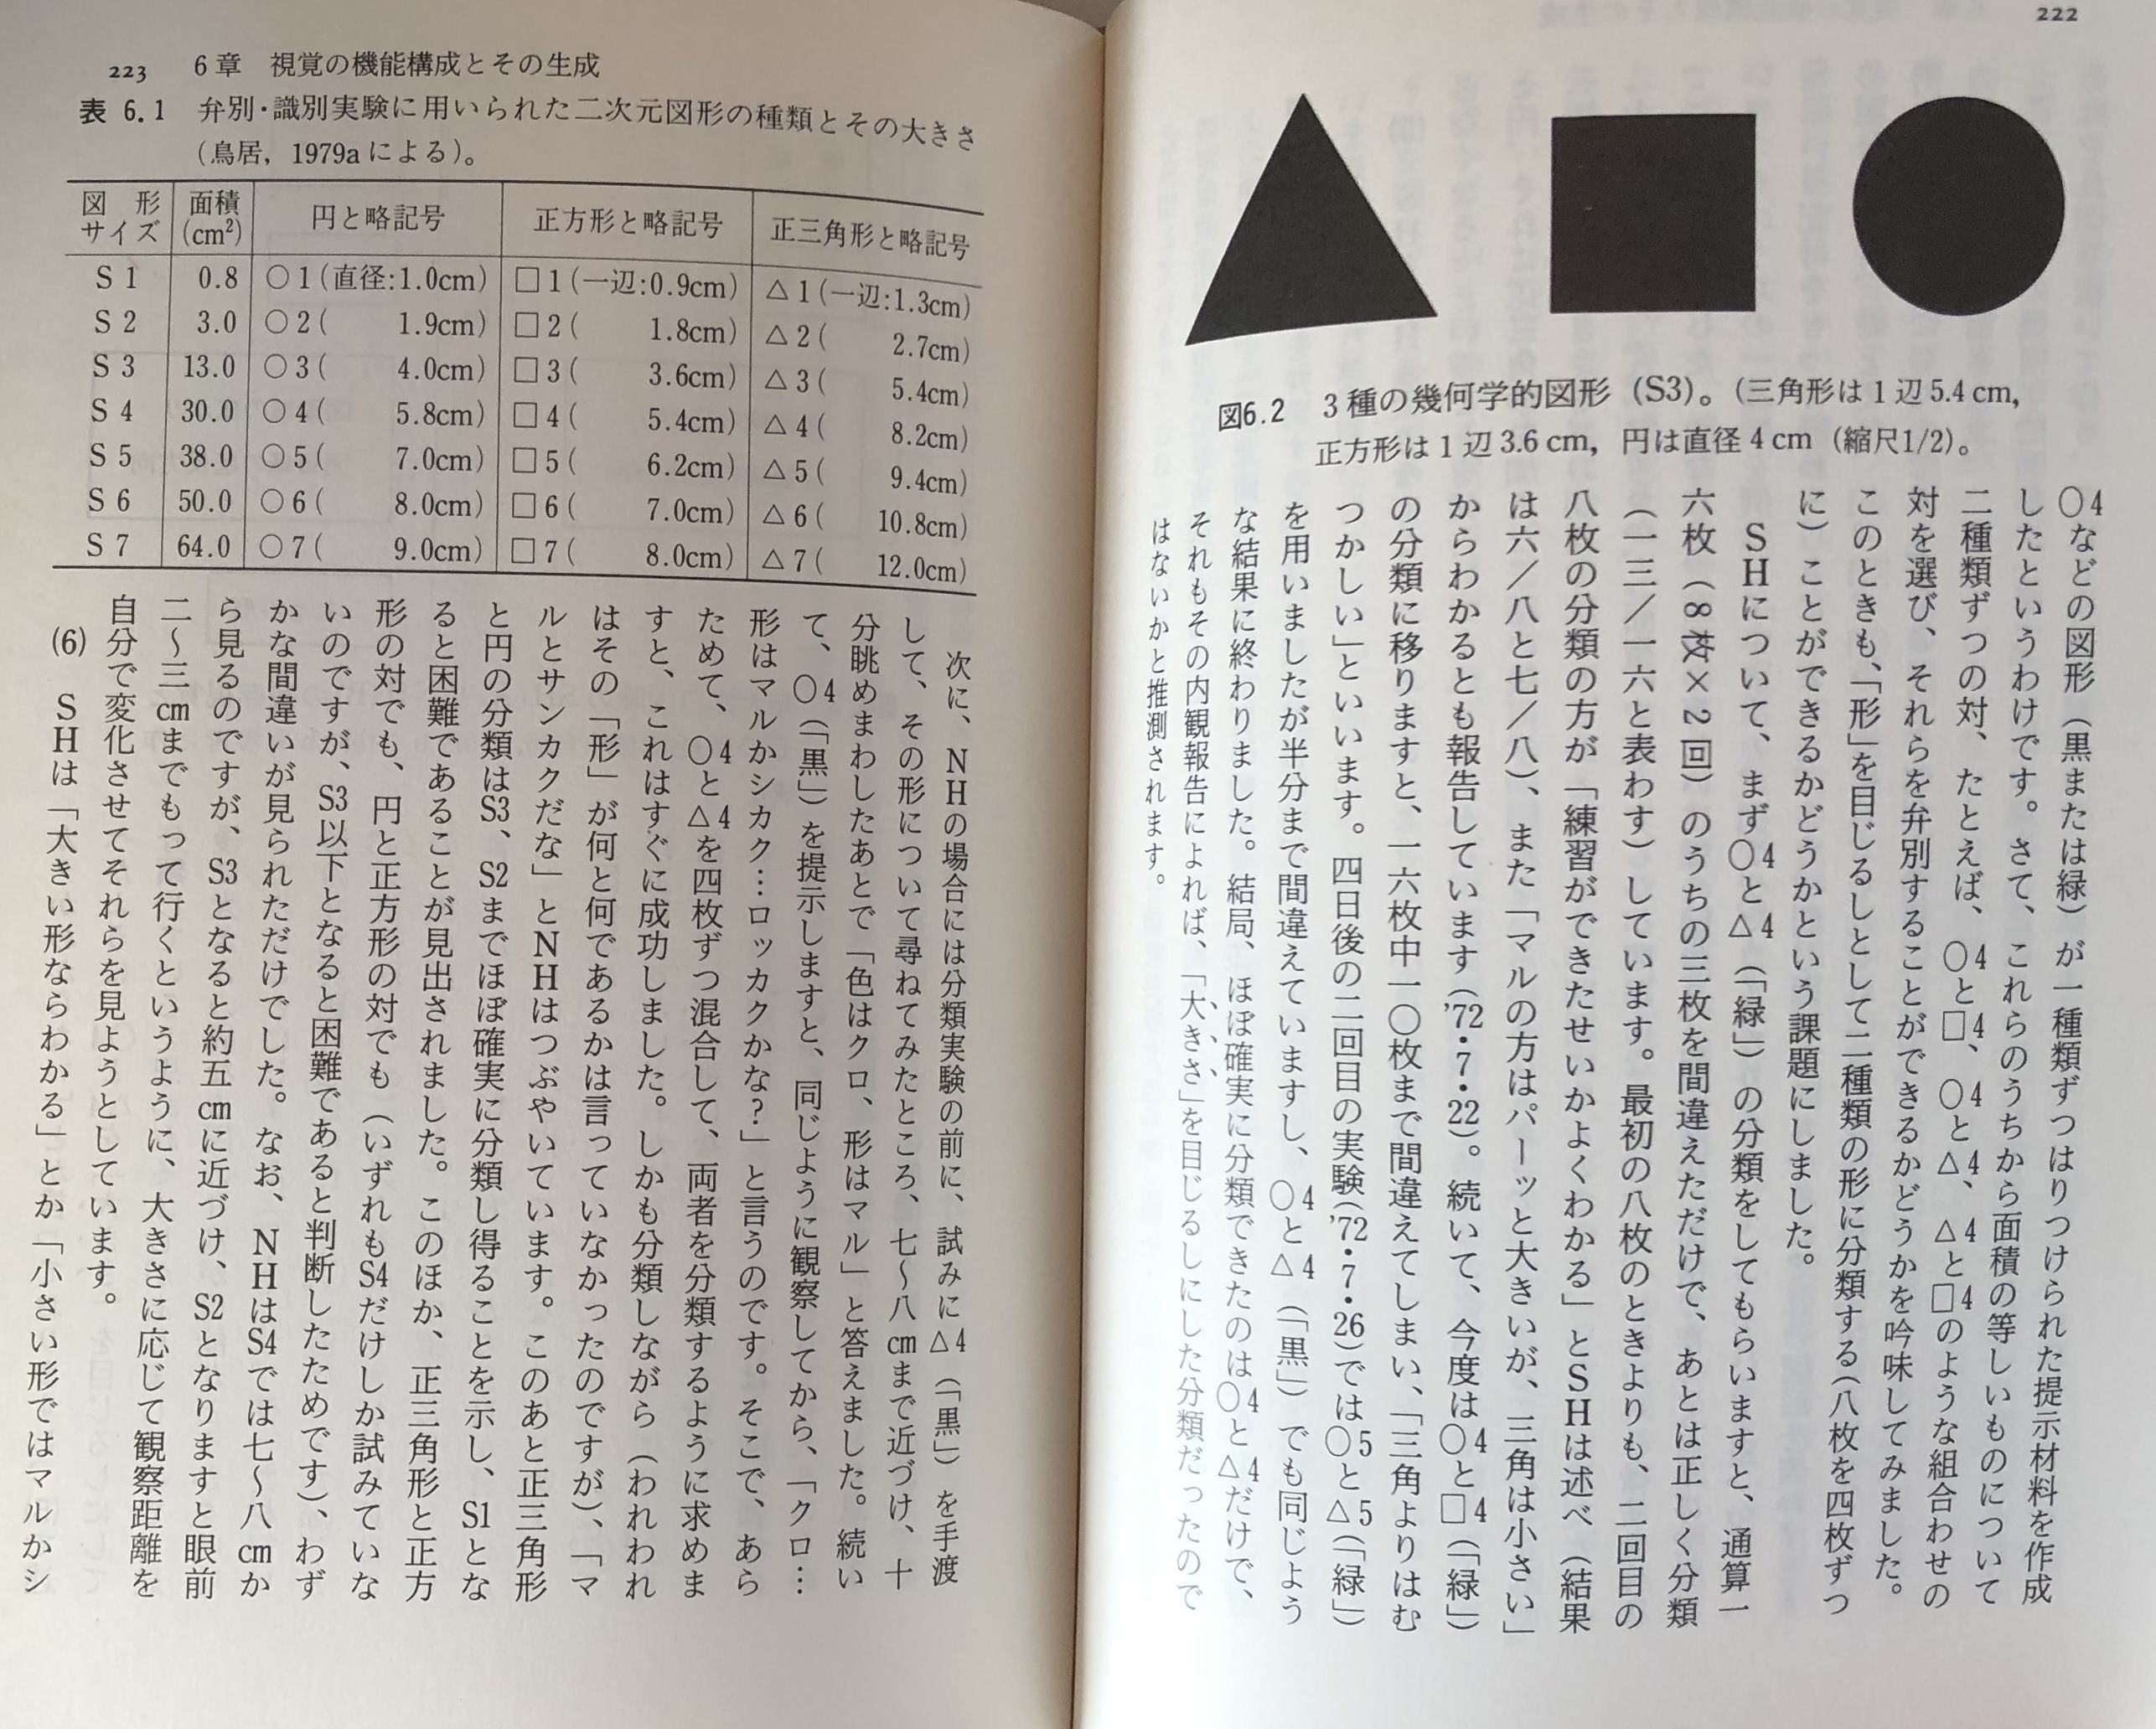 222
図6.2 3種の幾何学的図形(S3)。(三角形は1辺5.4cm,
正方形は1辺3.6cm, 円は直径4cm(縮尺1/2)。
○4などの図形(黒または緑)が一種類ずつはりつけられた提示材料を作成
したというわけです。さて、これらのうちから面積の等しいものについて
二種類ずつの対、たとえば、○4と□4、○4と△4、△4と□4のような組合わせの
対を選び、それらを弁別することができるかどうかを吟味してみました。
このときも、「形」を目じるしとして二種類の形に分類する(八枚を四枚ずつ
に)ことができるかどうかという課題にしました。
SHについて、まず○4と△4(「緑」)の分類をしてもらいますと、通算一
六枚(8枚×2回)のうちの三枚を間違えただけで、あとは正しく分類
(一三/一六と表わす)しています。最初の八枚のときよりも、二回目の
八枚の分類の方が「練習ができたせいかよくわかる」とSHは述べ(結果
は六/八と七/八)、また「マルの方はパーッと大きいが、三角は小さい」
からわかるとも報告しています('72・7・22)。続いて、今度は○4と□4(「緑」)
の分類に移りますと、一六枚中一〇枚まで間違えてしまい、「三角よりはむ
つかしい」といいます。四日後の二回目の実験('72・7・26)では○5と△5(「緑」)
を用いましたが半分まで間違えていますし、○4と△4(「黒」)でも同じよう
な結果に終わりました。結局、ほぼ確実に分類できたのは○4と△4だけで、
それもその内観報告によれば、「大きさ」を目じるしにした分類だったので
はないかと推測されます。
223 6章 視覚の機能構成とその生成
表 6.1 弁別・識別実験に用いられた二次元図形の種類とその大きさ
(鳥居, 1979aによる)。
図形サイズ 面積(cm²) 円と略記号 正方形と略記号 正三角形と略記号
S1 0.8 ○1(直径:1.0cm) □1(一辺:0.9cm) △1(一辺:1.3cm)
S2 3.0 ○2( 1.9cm) □2( 1.8cm) △2( 2.7cm)
S3 13.0 ○3( 4.0cm) □3( 3.6cm) △3( 5.4cm)
S4 30.0 ○4( 5.8cm) □4( 5.4cm) △4( 8.2cm)
S5 38.0 ○5( 7.0cm) □5( 6.2cm) △5( 9.4cm)
S6 50.0 ○6( 8.0cm) □6( 7.0cm) △6( 10.8cm)
S7 64.0 ○7( 9.0cm) □7( 8.0cm) △7( 12.0cm)
次に、NHの場合には分類実験の前に、試みに△4(「黒」)を手渡
して、その形について尋ねてみたところ、七〜八cmまで近づけ、十
分眺めまわしたあとで「色はクロ、形はマル」と答えました。続い
て、○4(「黒」)を提示しますと、同じように観察してから、「クロ…
形はマルかシカク…ロッカクかな?」と言うのです。そこで、あら
ためて、○4と△4を四枚ずつ混合して、両者を分類するように求めま
すと、これはすぐに成功しました。しかも分類しながら(われわれ
はその「形」が何と何であるかは言っていなかったのですが)、「マ
ルとサンカクだな」とNHはつぶやいています。このあと正三角形
と円の分類はS3、S2までほぼ確実に分類し得ることを示し、S1とな
ると困難であることが見出されました。このほか、正三角形と正方
形の対でも、円と正方形の対でも(いずれもS4だけしか試みていな
いのですが、S3以下となると困難であると判断したためです)、わず
かな間違いが見られただけでした。なお、NHはS4では七〜八cmか
ら見るのですが、S3となると約五cmに近づけ、S2となりますと眼前
二〜三cmまでもって行くというように、大きさに応じて観察距離を
自分で変化させてそれらを見ようとしています。
(6) SHは「大きい形ならわかる」とか「小さい形ではマルかシ